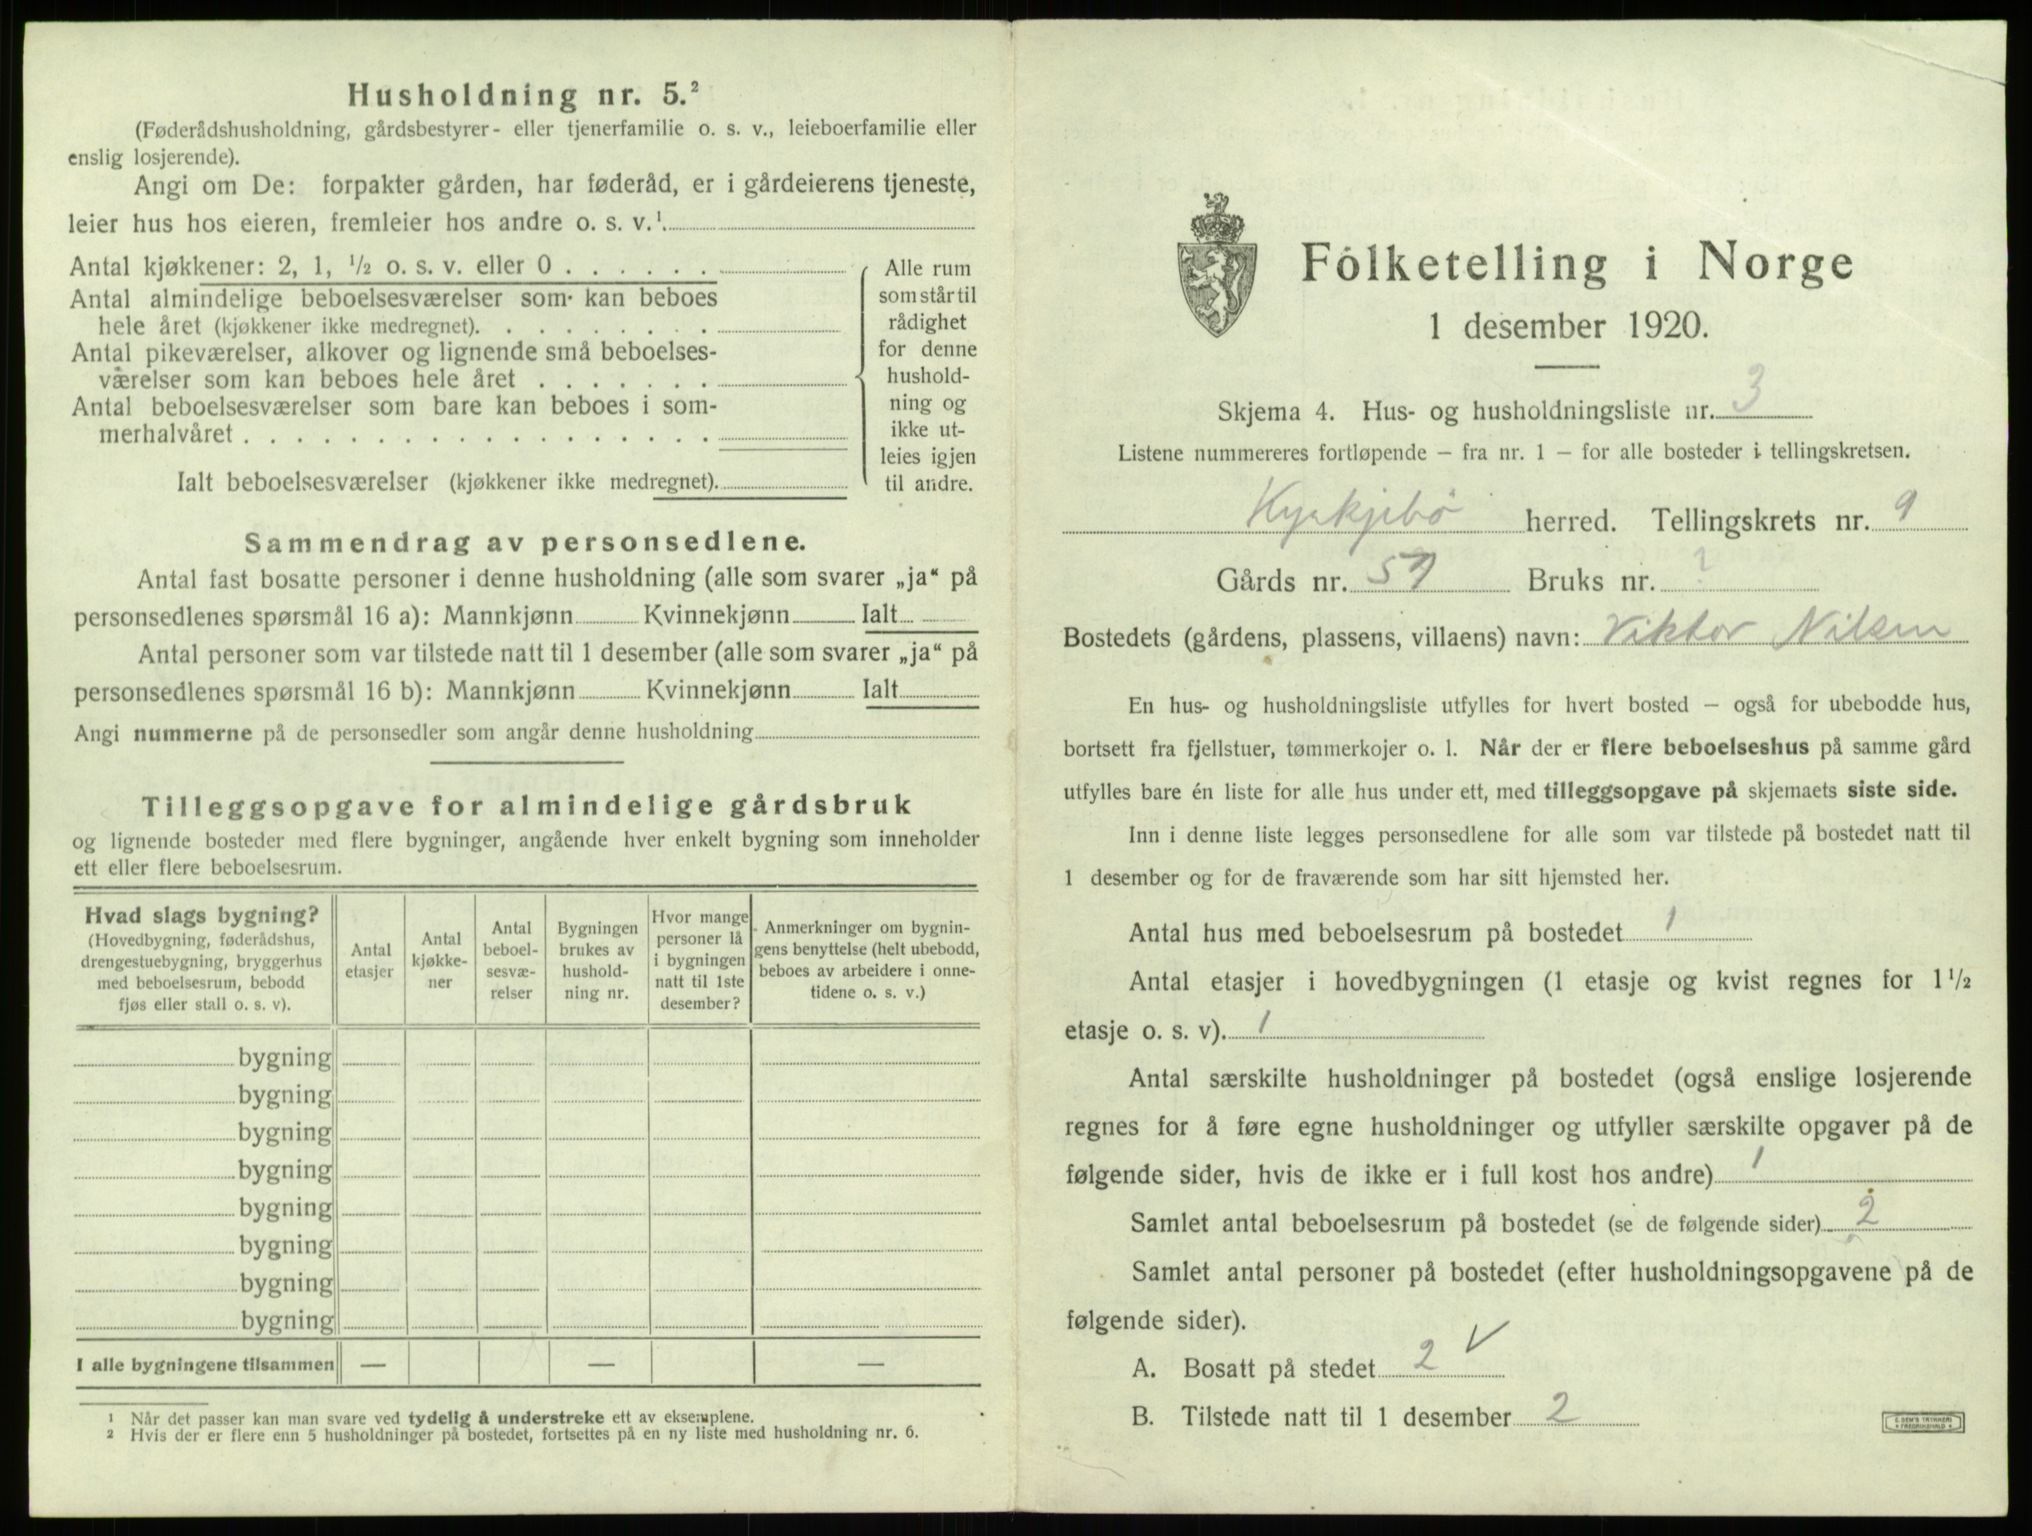 Husholdning nr. 5.²
(Føderådshusholdning, gårdsbestyrer- eller tjenerfamilie o. s. v., leieboerfamilie eller
enslig losjerende).
Angi om De: forpakter gården, har føderåd, er i gårdeierens tjeneste,
leier hus hos eieren, fremleier hos andre o. s. v.¹
Antal kjøkkener: 2, 1, ½ o. s. v. eller 0 . . . . . .
Antal almindelige beboelsesværelser som kan beboes
hele året (kjøkkener ikke medregnet). . . . . . . . .
Antal pikeværelser, alkover og lignende små beboelses-
værelser som kan beboes hele året . . . . . . .
Antal beboelsesværelser som bare kan beboes i som-
merhalvåret . . . . . . . . . . . . . . . . . .
Ialt beboelsesværelser (kjøkkener ikke medregnet).
Alle rum
som står til
rådighet
for denne
hushold-
ning og
ikke ut-
leies igjen
til andre.
Sammendrag av personsedlene.
Antal fast bosatte personer i denne husholdning (alle som svarer „ja“ på
personsedlenes spørsmål 16 a): Mannkjønn Kvinnekjønn Ialt
Antal personer som var tilstede natt til 1 desember (alle som svarer „ja“ på
personsedlenes spørsmål 16 b): Mannkjønn Kvinnekjønn Ialt
Angi nummerne på de personsedler som angår denne husholdning
Tilleggsopgave for almindelige gårdsbruk
og lignende bosteder med flere bygninger, angående hver enkelt bygning som inneholder
ett eller flere beboelsesrum.
Hvad slags bygning?
(Hovedbygning, føderådshus,
drengestuebygning, bryggerhus
med beboelsesrum, bebodd
fjøs eller stall o. s. v).
Antal
etasjer
Antal
kjøkke-
ner
Antal
beboel-
sesvæ-
relser
Bygningen
brukes av
hushold-
ning nr.
Hvor mange
personer lå
i bygningen
natt til 1ste
desember?
Anmerkninger om bygnin-
gens benyttelse (helt ubebodd,
beboes av arbeidere i onne-
tidene o. s. v.)
bygning
bygning
bygning
bygning
bygning
bygning
bygning
bygning
I alle bygningene tilsammen — — —
¹ Når det passer kan man svare ved tydelig å understreke ett av eksemplene.
² Hvis der er flere enn 5 husholdninger på bostedet, fortsettes på en ny liste med husholdning nr. 6.
Folketelling i Norge
1 desember 1920.
Skjema 4. Hus- og husholdningsliste nr. 3
Listene nummereres fortløpende — fra nr. 1 — for alle bosteder i tellingskretsen.
Kyrkjebö herred. Tellingskrets nr. 9
Gårds nr. 57 Bruks nr. ?
Bostedets (gårdens, plassens, villaens) navn: Viktor Nilsen
En hus- og husholdningsliste utfylles for hvert bosted — også for ubebodde hus,
bortsett fra fjellstuer, tømmerkojer o. l. Når der er flere beboelseshus på samme gård
utfylles bare én liste for alle hus under ett, med tilleggsopgave på skjemaets siste side.
Inn i denne liste legges personsedlene for alle som var tilstede på bostedet natt til
1 desember og for de fraværende som har sitt hjemsted her.
Antal hus med beboelsesrum på bostedet 1
Antal etasjer i hovedbygningen (1 etasje og kvist regnes for 1½
etasje o. s. v). 1
Antal særskilte husholdninger på bostedet (også enslige losjerende
regnes for å føre egne husholdninger og utfyller særskilte opgaver på de
følgende sider, hvis de ikke er i full kost hos andre) 1
Samlet antal beboelsesrum på bostedet (se de følgende sider) 2
Samlet antal personer på bostedet (efter husholdningsopgavene på de
følgende sider).
A. Bosatt på stedet 2 √
B. Tilstede natt til 1 desember 2
E. SEM'S TRYKKERI
FREDRIKSHALD